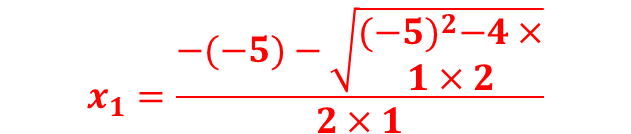 x₁ = (−(−5) − √((−5)²−4 × 1 × 2)) / (2 × 1)